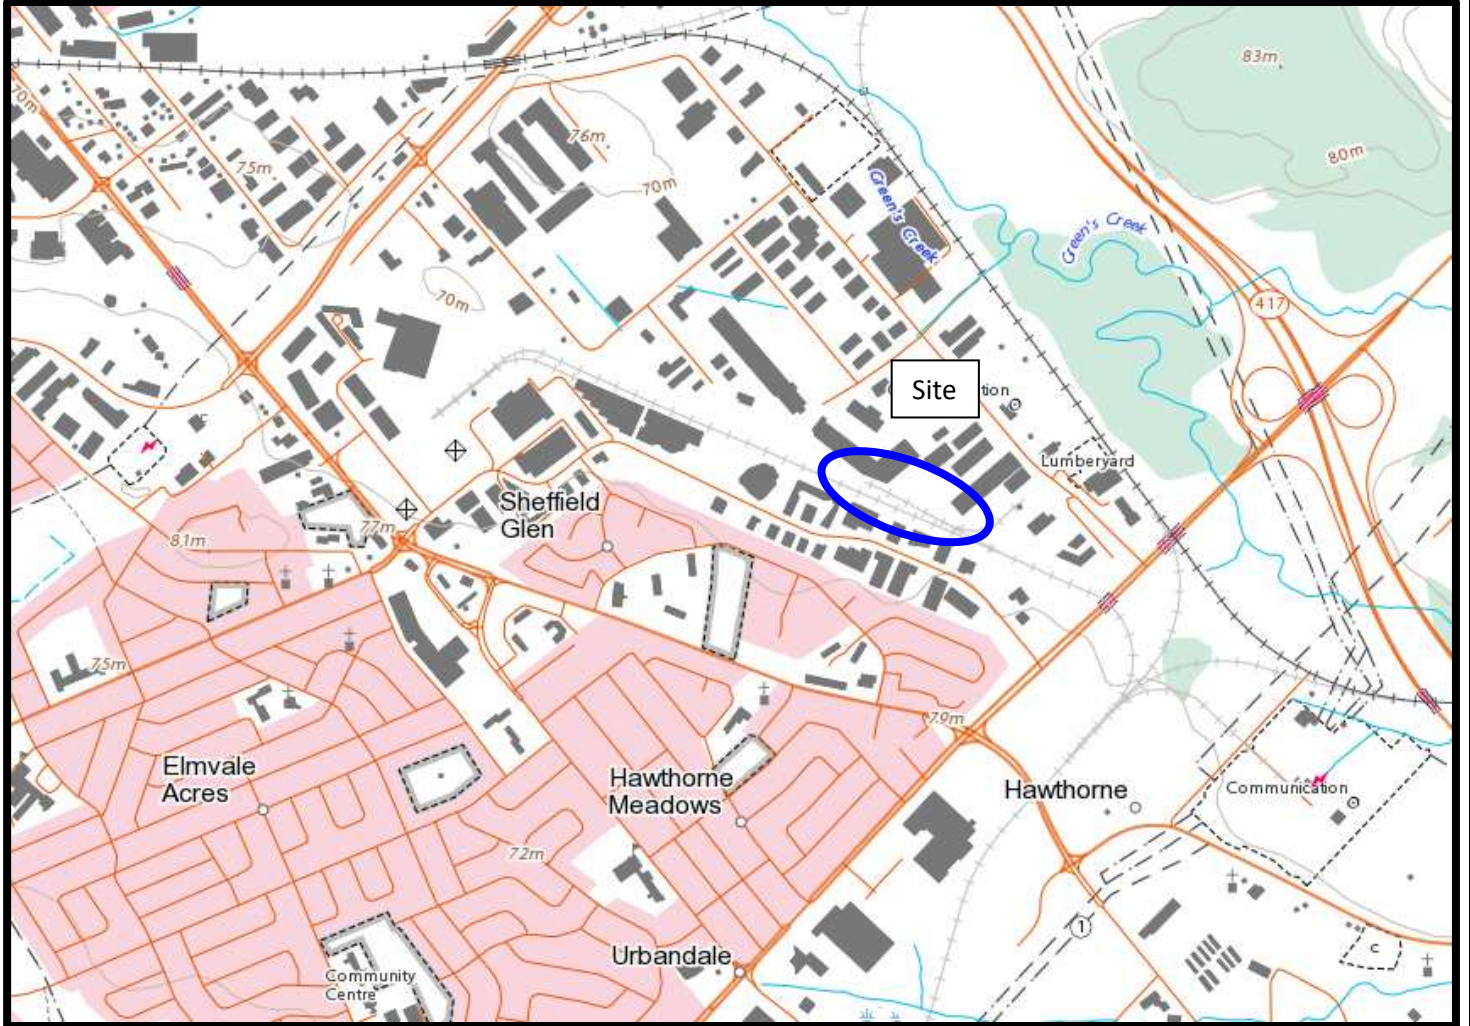 83m
70m
76m
75m
80m
70m
Green's
Creek
Green's Creek
417
70m
Site
tion
Lumberyard
Sheffield
Glen
77m
81m
75m
79m
Elmvale
Acres
Hawthorne
Meadows
Hawthorne
Communication
72m
1
Urbandale
c
Community
Centre